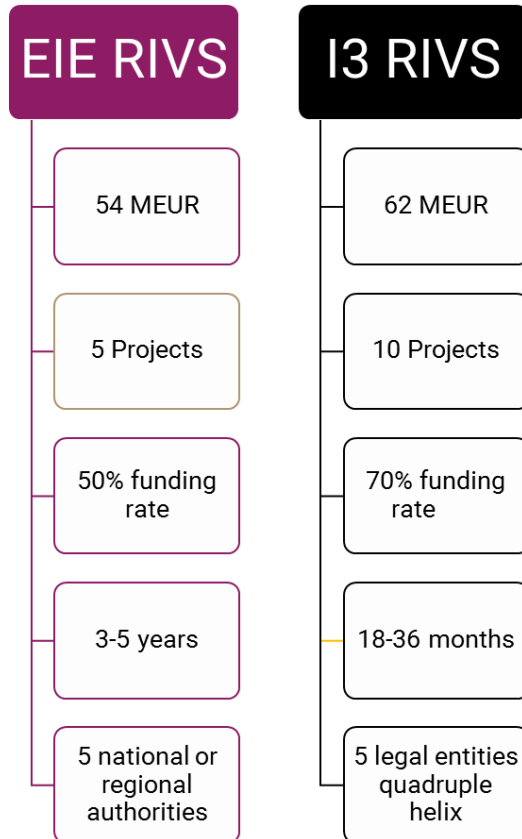 EIE RIVS
54 MEUR
5 Projects
50% funding
rate
3-5 years
5 national or
regional
authorities
I3 RIVS
62 MEUR
10 Projects
70% funding
rate
18-36 months
5 legal entities
quadruple
helix